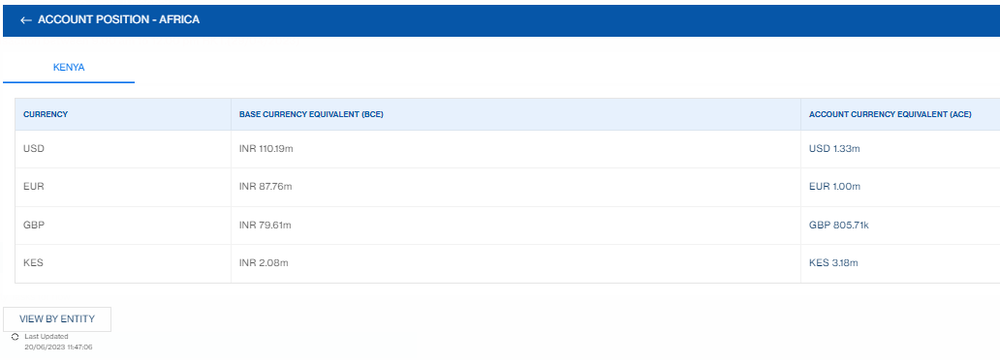 ← ACCOUNT POSITION - AFRICA
KENYA
CURRENCY BASE CURRENCY EQUIVALENT (BCE) ACCOUNT CURRENCY EQUIVALENT (ACE)
USD INR 110.19m USD 1.33m
EUR INR 87.76m EUR 1.00m
GBP INR 79.61m GBP 805.71k
KES INR 2.08m KES 3.18m
VIEW BY ENTITY
Last Updated
20/06/2023 11:47:06